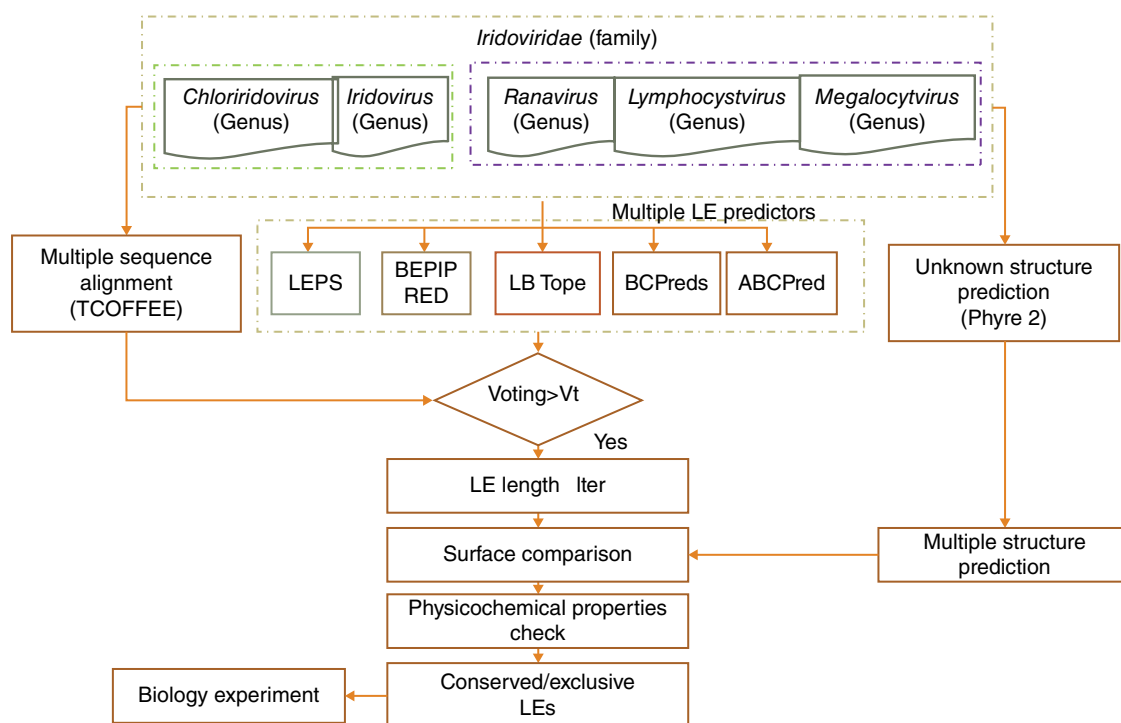 Iridoviridae (family)
Chloriridovirus
(Genus)
Iridovirus
(Genus)
Ranavirus
(Genus)
Lymphocystvirus
(Genus)
Megalocytvirus
(Genus)
Multiple LE predictors
Multiple sequence
alignment
(TCOFFEE)
LEPS
BEPIP
RED
LB Tope
BCPreds
ABCPred
Unknown structure
prediction
(Phyre 2)
Voting>Vt
Yes
LE length lter
Surface comparison
Multiple structure
prediction
Physicochemical properties
check
Conserved/exclusive
LEs
Biology experiment